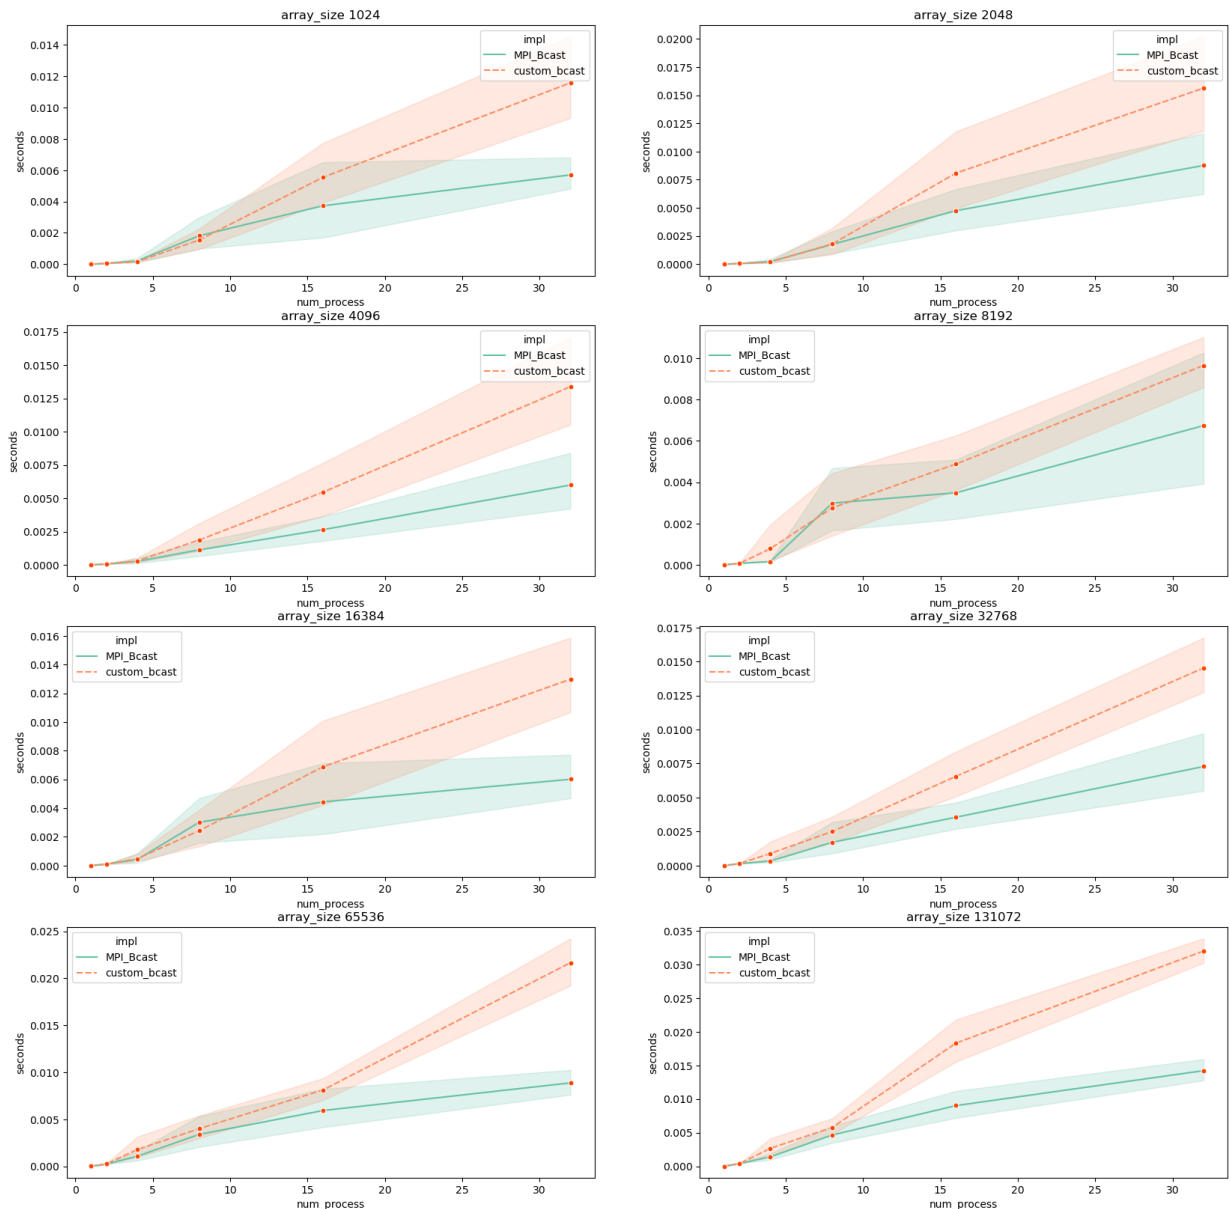 array_size 1024
impl
MPI_Bcast
custom_bcast
0.014
0.012
0.010
0.008
0.006
0.004
0.002
0.000
seconds
0 5 10 15 20 25 30
num_process
array_size 2048
impl
MPI_Bcast
custom_bcast
0.0200
0.0175
0.0150
0.0125
0.0100
0.0075
0.0050
0.0025
0.0000
seconds
0 5 10 15 20 25 30
num_process
array_size 4096
impl
MPI_Bcast
custom_bcast
0.0175
0.0150
0.0125
0.0100
0.0075
0.0050
0.0025
0.0000
seconds
0 5 10 15 20 25 30
num_process
array_size 8192
impl
MPI_Bcast
custom_bcast
0.010
0.008
0.006
0.004
0.002
0.000
seconds
0 5 10 15 20 25 30
num_process
array_size 16384
impl
MPI_Bcast
custom_bcast
0.016
0.014
0.012
0.010
0.008
0.006
0.004
0.002
0.000
seconds
0 5 10 15 20 25 30
num_process
array_size 32768
impl
MPI_Bcast
custom_bcast
0.0175
0.0150
0.0125
0.0100
0.0075
0.0050
0.0025
0.0000
seconds
0 5 10 15 20 25 30
num_process
array_size 65536
impl
MPI_Bcast
custom_bcast
0.025
0.020
0.015
0.010
0.005
0.000
seconds
0 5 10 15 20 25 30
num_process
array_size 131072
impl
MPI_Bcast
custom_bcast
0.035
0.030
0.025
0.020
0.015
0.010
0.005
0.000
seconds
0 5 10 15 20 25 30
num_process